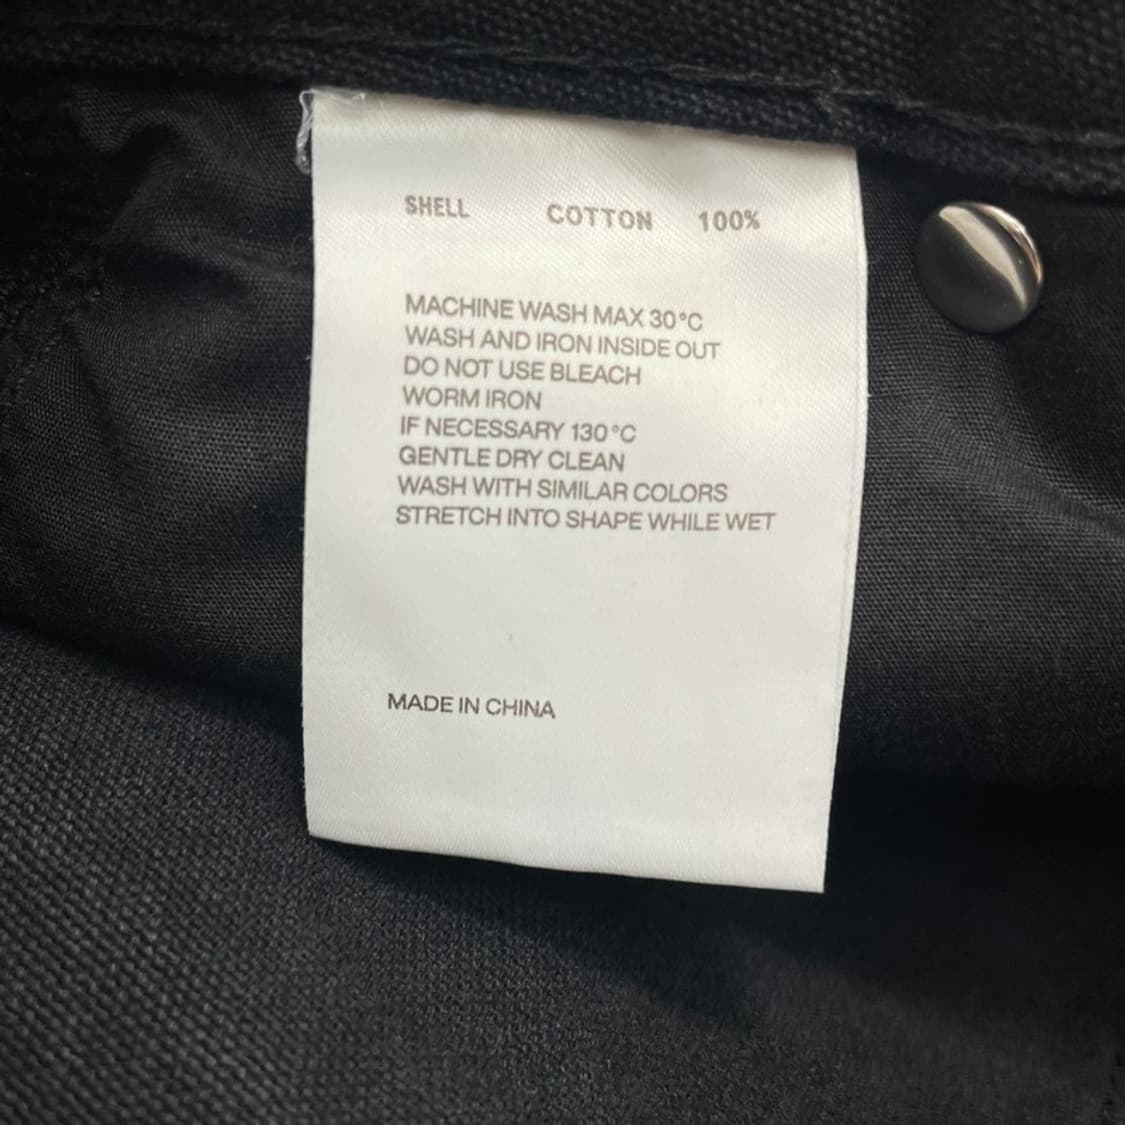 SHELL COTTON 100%
MACHINE WASH MAX 30°C
WASH AND IRON INSIDE OUT
DO NOT USE BLEACH
WORM IRON
IF NECESSARY 130°C
GENTLE DRY CLEAN
WASH WITH SIMILAR COLORS
STRETCH INTO SHAPE WHILE WET
MADE IN CHINA